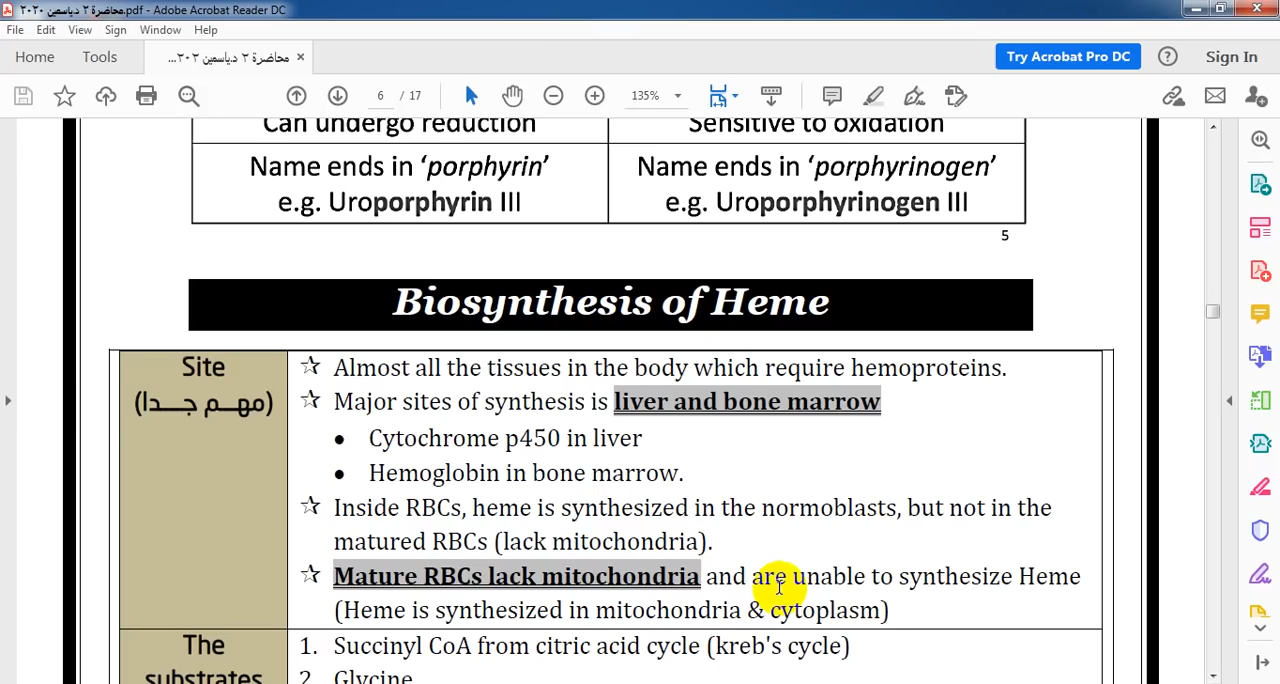 محاضرة ٢ د.ياسمين ٢٠٢٠.pdf - Adobe Acrobat Reader DC
File Edit View Sign Window Help
Home Tools محاضرة ٢ د.ياسمين ٢٠٢... × Try Acrobat Pro DC Sign In
6 / 17 135%
Can undergo reduction Sensitive to oxidation
Name ends in ‘porphyrin’ Name ends in ‘porphyrinogen’
e.g. Uroporphyrin III e.g. Uroporphyrinogen III
5
Biosynthesis of Heme
Site
(مهم جدا)
☆ Almost all the tissues in the body which require hemoproteins.
☆ Major sites of synthesis is liver and bone marrow
• Cytochrome p450 in liver
• Hemoglobin in bone marrow.
☆ Inside RBCs, heme is synthesized in the normoblasts, but not in the
matured RBCs (lack mitochondria).
☆ Mature RBCs lack mitochondria and are unable to synthesize Heme
(Heme is synthesized in mitochondria & cytoplasm)
The
substrates
1. Succinyl CoA from citric acid cycle (kreb's cycle)
2. Glycine